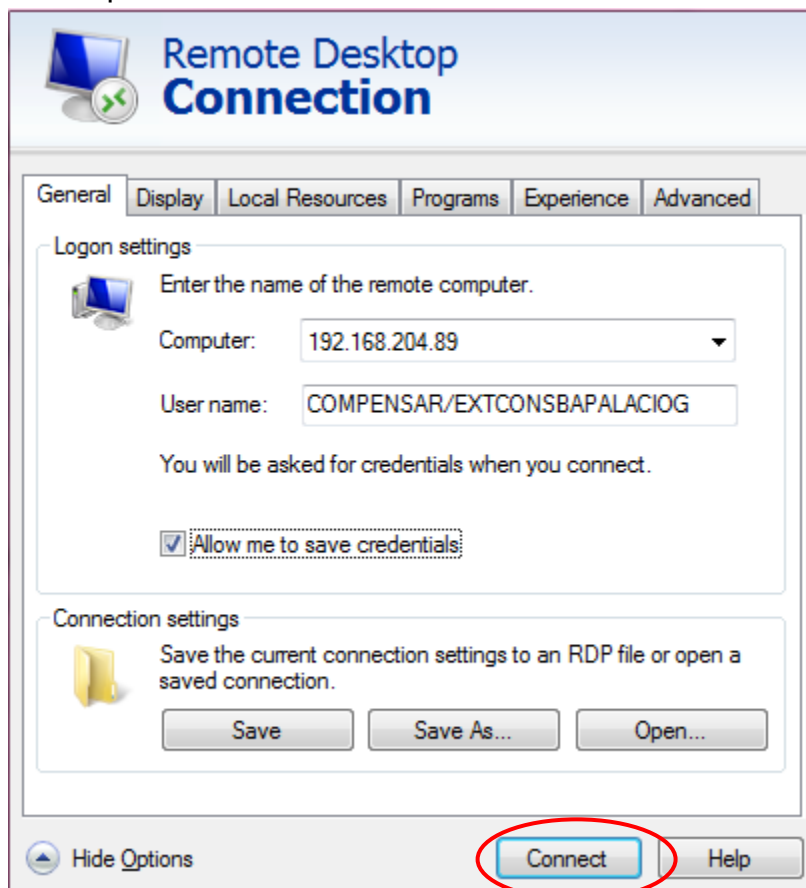 Remote Desktop
Connection
General Display Local Resources Programs Experience Advanced
Logon settings
Enter the name of the remote computer.
Computer: 192.168.204.89
User name: COMPENSAR/EXTCONSBAPALACIOG
You will be asked for credentials when you connect.
Allow me to save credentials
Connection settings
Save the current connection settings to an RDP file or open a
saved connection.
Save Save As... Open...
Hide Options Connect Help